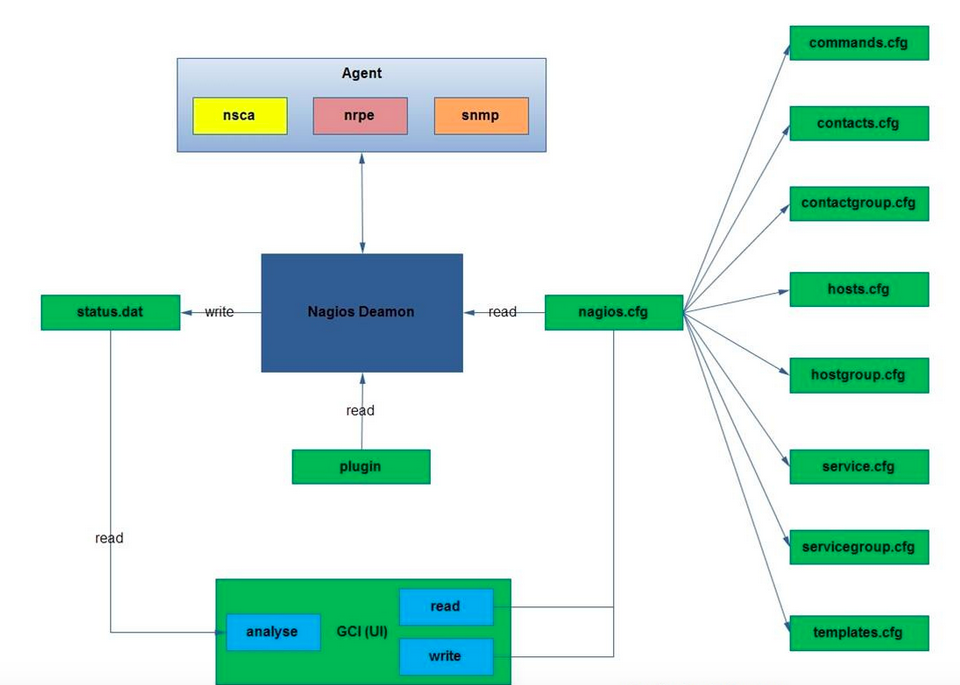 commands.cfg
Agent
nsca
nrpe
snmp
contacts.cfg
contactgroup.cfg
hosts.cfg
status.dat
write
Nagios Deamon
read
nagios.cfg
hostgroup.cfg
read
plugin
service.cfg
read
servicegroup.cfg
analyse
GCI (UI)
read
write
templates.cfg